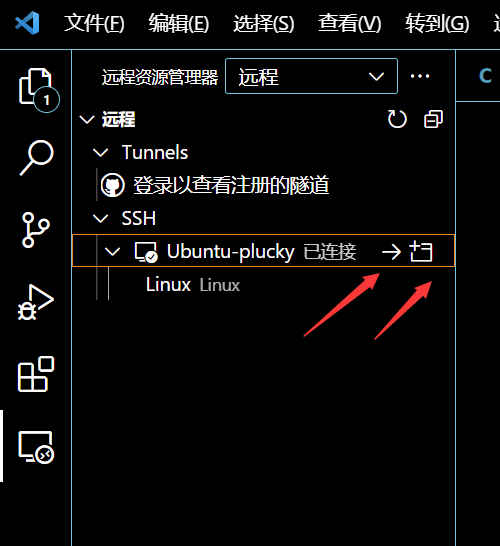 文件(F) 编辑(E) 选择(S) 查看(V) 转到(G)
远程资源管理器 远程
1
远程
Tunnels
登录以查看注册的隧道
SSH
Ubuntu-plucky 已连接
Linux Linux